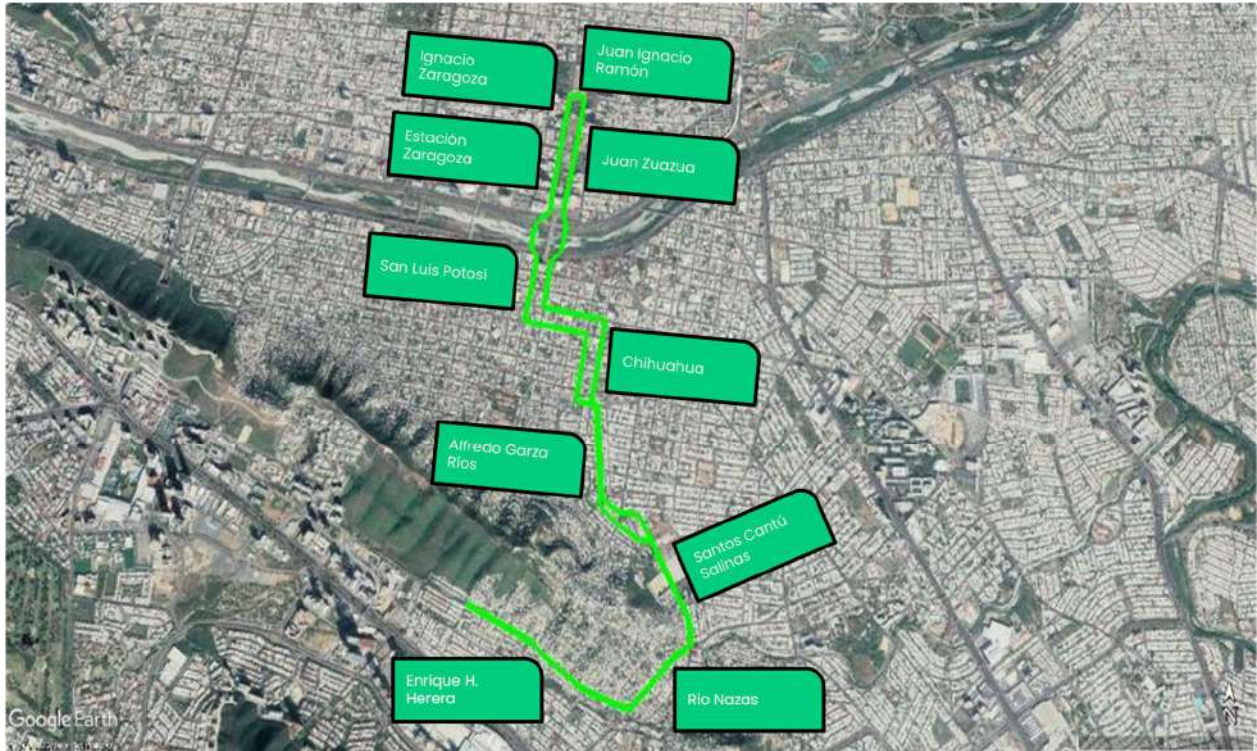 Ignacio
Zaragoza
Juan Ignacio
Ramón
Estación
Zaragoza
Juan Zuazua
San Luis Potosí
Chihuahua
Alfredo Garza
Ríos
Santos Cantú
Salinas
Enrique H.
Herera
Rio Nazas
Google Earth
N